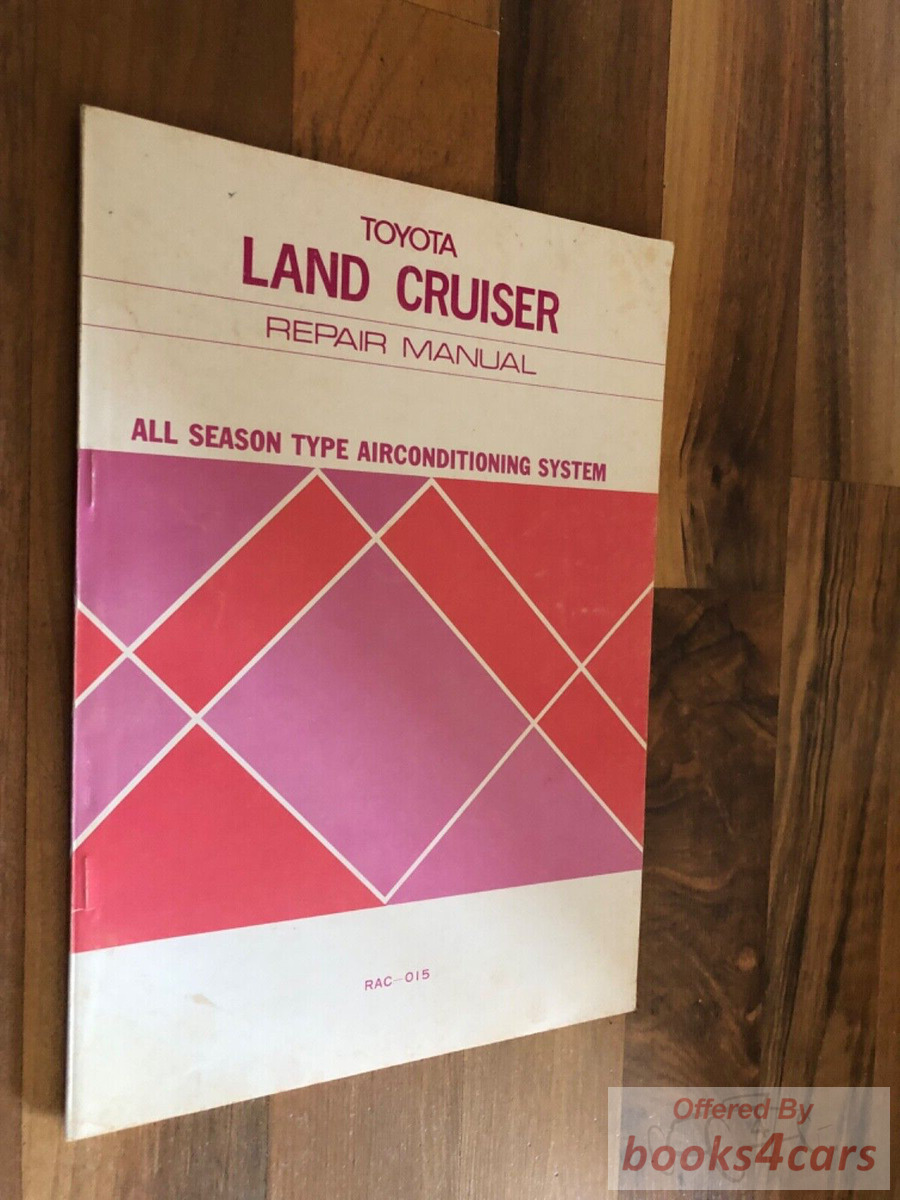 TOYOTA
LAND CRUISER
REPAIR MANUAL
ALL SEASON TYPE AIRCONDITIONING SYSTEM
RAC-015
Offered By
books4cars